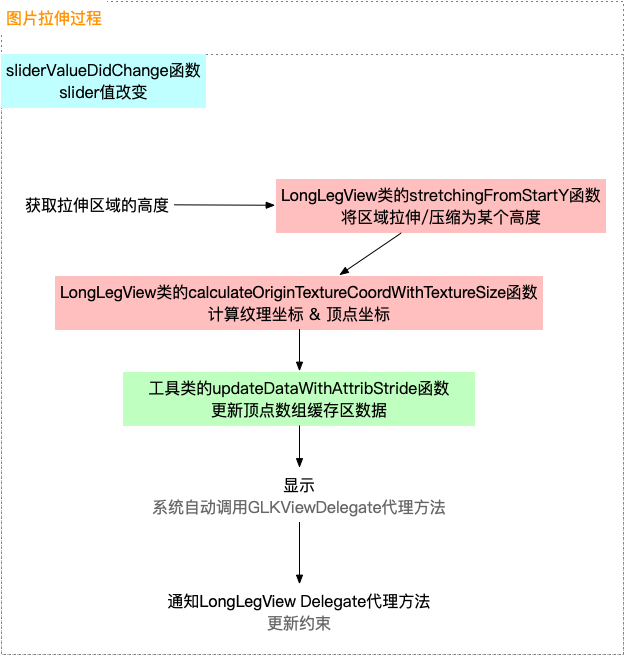 图片拉伸过程
sliderValueDidChange函数
slider值改变
获取拉伸区域的高度
LongLegView类的stretchingFromStartY函数
将区域拉伸/压缩为某个高度
LongLegView类的calculateOriginTextureCoordWithTextureSize函数
计算纹理坐标 & 顶点坐标
工具类的updateDataWithAttribStride函数
更新顶点数组缓存区数据
显示
系统自动调用GLKViewDelegate代理方法
通知LongLegView Delegate代理方法
更新约束